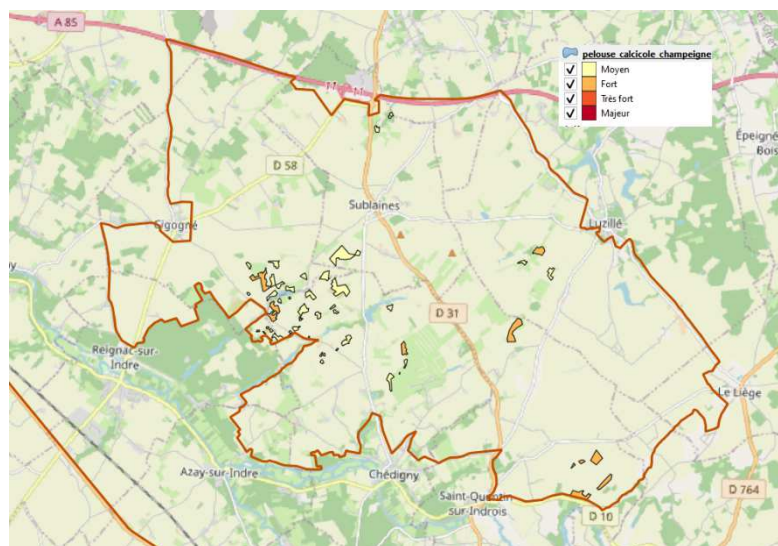 A 85
pelouse calcicole champeigne
Moyen
Fort
Très fort
Majeur
Épeigné
Bois
D 58
Sublaines
Cigogné
Luzillé
D 31
Reignac-sur-
Indre
Le Liège
Azay-sur-Indre
Chédigny
Saint-Quentin
sur-Indrois
D 764
D 10